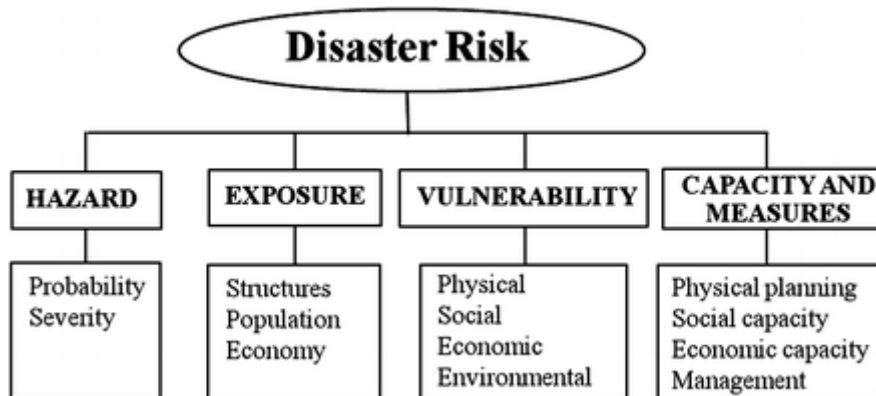 Disaster Risk
HAZARD
EXPOSURE
VULNERABILITY
CAPACITY AND
MEASURES
Probability
Severity
Structures
Population
Economy
Physical
Social
Economic
Environmental
Physical planning
Social capacity
Economic capacity
Management